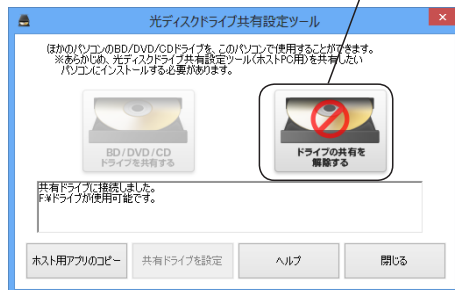 光ディスクドライブ共有設定ツール
ほかのパソコンのBD/DVD/CDドライブを、このパソコンで使用することができます。
※あらかじめ、光ディスクドライブ共有設定ツール(ホストPC用)を共有したい
パソコンにインストールする必要があります。
BD/DVD/CD
ドライブを共有する
ドライブの共有を
解除する
共有ドライブに接続しました。
F:¥ドライブが使用可能です。
ホスト用アプリのコピー
共有ドライブを設定
ヘルプ
閉じる